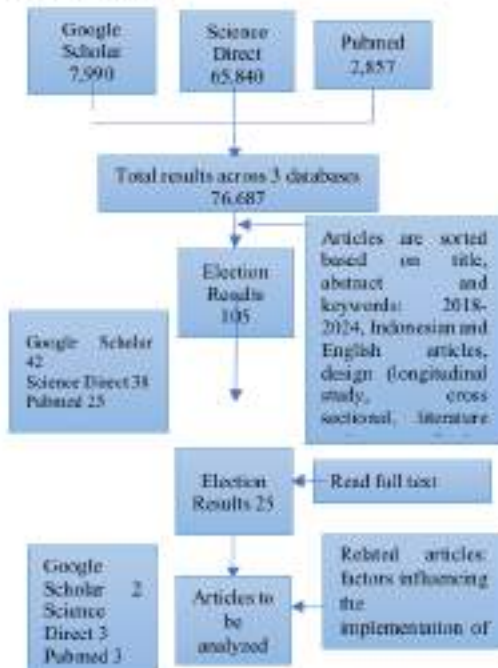 Google
Scholar
7,990
Science
Direct
65.840
Pubmed
2,857
Total results across 3 databases
76.687
Articles are sorted
based on title,
abstract and
keywords: 2018-
2024, Indonesian and
English articles,
design (longitudinal
study, cross
sectional, literature
Election
Results
105
Google Scholar
42
Science Direct 38
Pubmed 25
Election
Results 25
Read full text
Google
Scholar 2
Science
Direct 3
Pubmed 3
Articles to
be
analyzed
Related articles:
factors influencing
the
implementation of